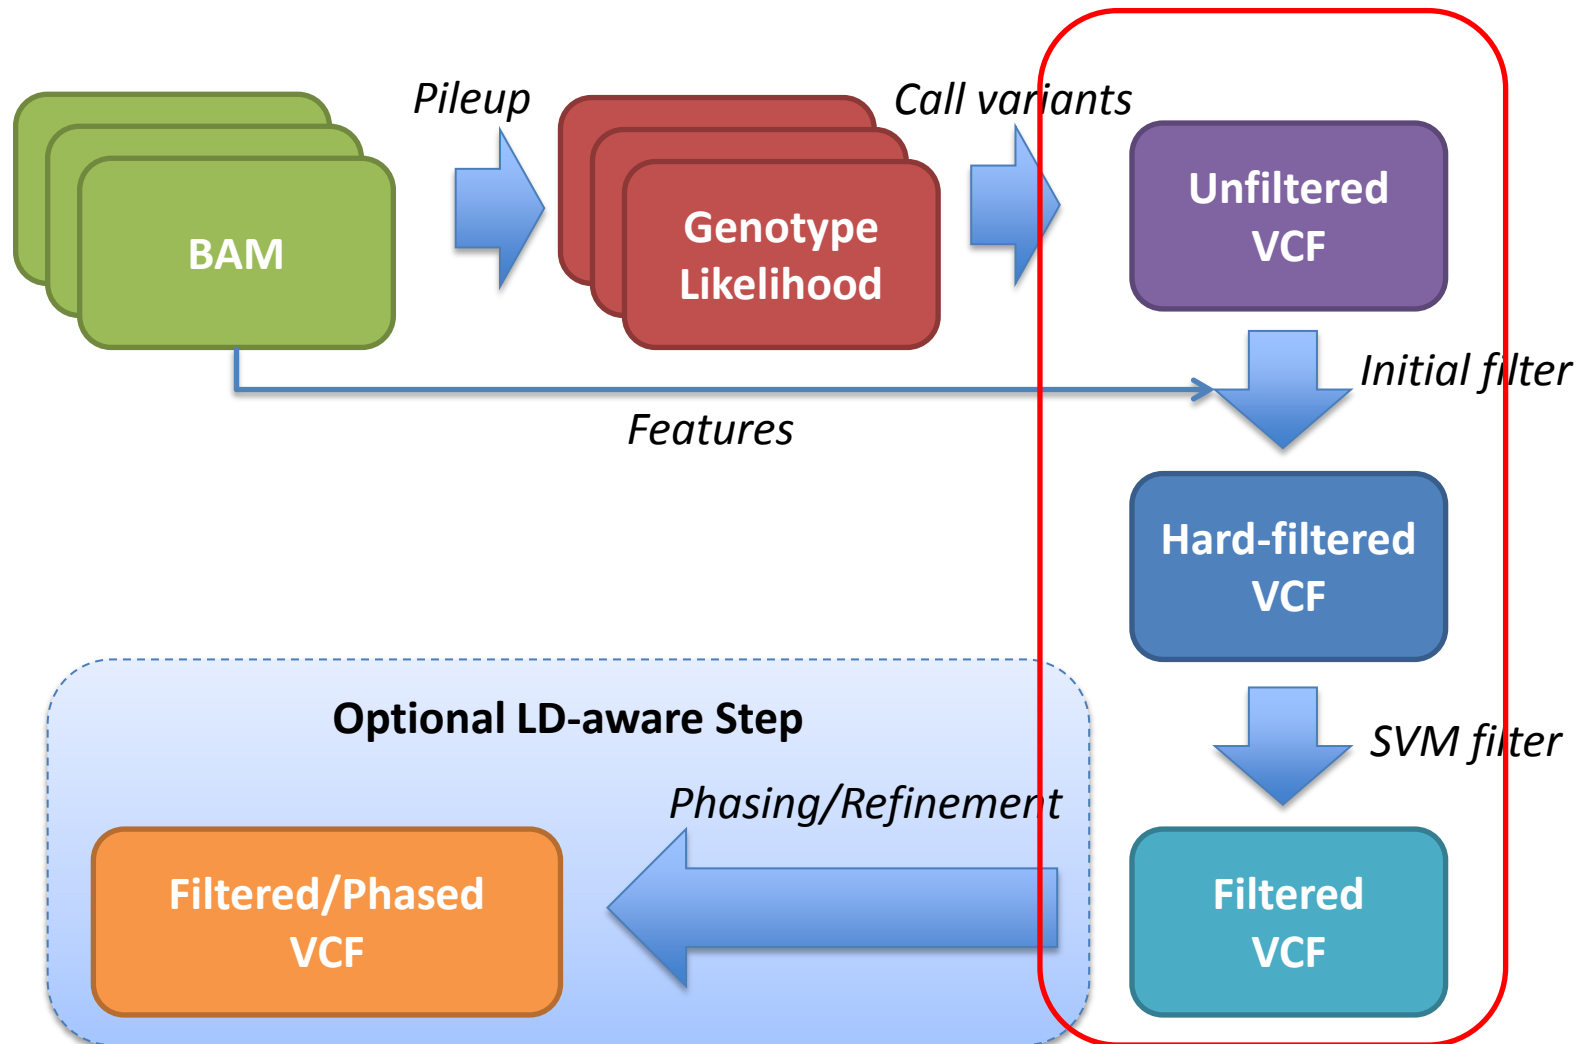 Pileup
Call variants
BAM
Genotype
Likelihood
Unfiltered
VCF
Features
Initial filter
Hard-filtered
VCF
SVM filter
Optional LD-aware Step
Phasing/Refinement
Filtered/Phased
VCF
Filtered
VCF